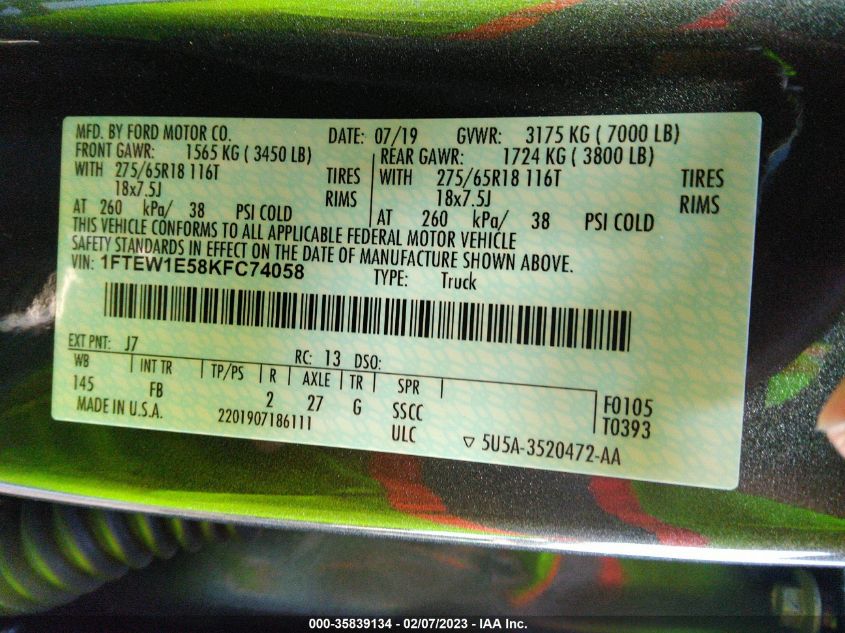 MFD. BY FORD MOTOR CO. DATE: 07/19 GVWR: 3175 KG ( 7000 LB)
FRONT GAWR: 1565 KG ( 3450 LB) REAR GAWR: 1724 KG ( 3800 LB)
WITH 275/65R18 116T TIRES WITH 275/65R18 116T TIRES
18x7.5J RIMS 18x7.5J RIMS
AT 260 kPa/ 38 PSI COLD AT 260 kPa/ 38 PSI COLD
THIS VEHICLE CONFORMS TO ALL APPLICABLE FEDERAL MOTOR VEHICLE
SAFETY STANDARDS IN EFFECT ON THE DATE OF MANUFACTURE SHOWN ABOVE.
VIN: 1FTEW1E58KFC74058 TYPE: Truck
EXT PNT: J7 RC: 13 DSO:
WB INT TR TP/PS R AXLE TR SPR
145 FB 2 27 G SSCC F0105
MADE IN U.S.A. 2201907186111 ULC T0393
▽ 5U5A-3520472-AA
000-35839134 - 02/07/2023 - IAA Inc.